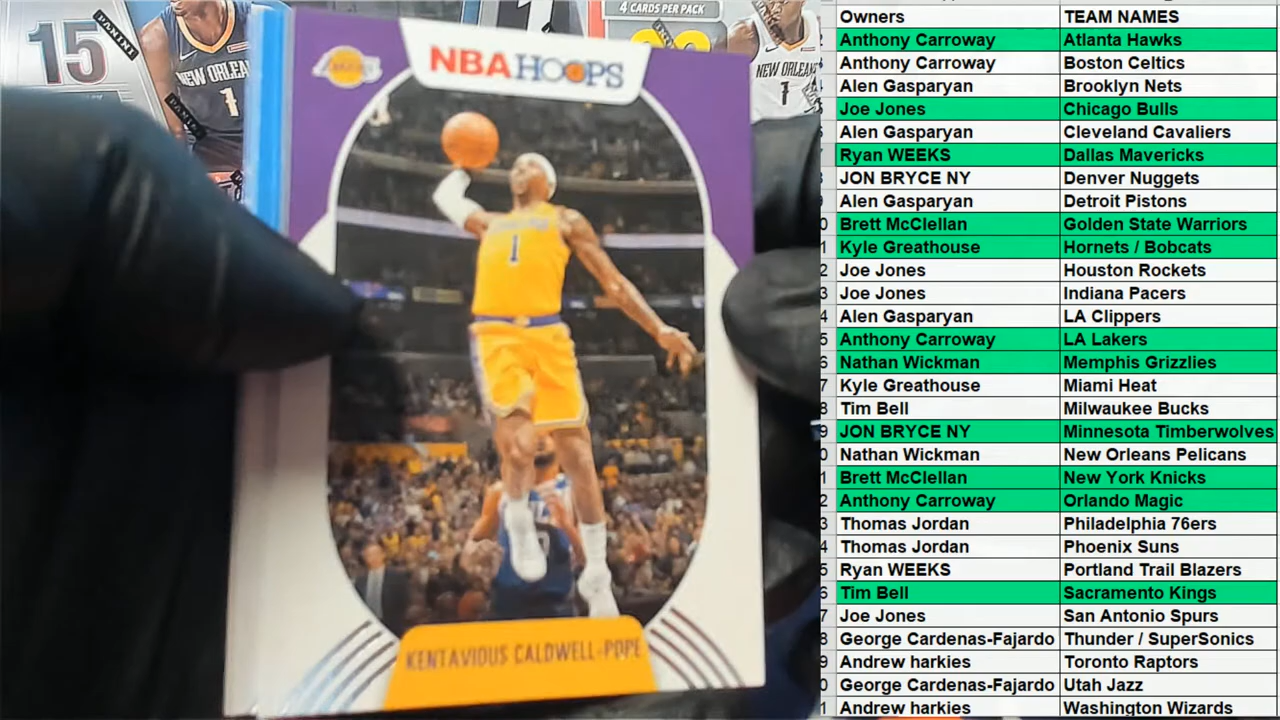 15
PANINI
NEW ORLEANS
1
PANINI
4 CARDS PER PACK
NEW ORLEANS
1
LAKERS
NBA HOOPS
1
KENTAVIOUS CALDWELL-POPE
Owners TEAM NAMES
Anthony Carroway Atlanta Hawks
Anthony Carroway Boston Celtics
Alen Gasparyan Brooklyn Nets
Joe Jones Chicago Bulls
Alen Gasparyan Cleveland Cavaliers
Ryan WEEKS Dallas Mavericks
JON BRYCE NY Denver Nuggets
Alen Gasparyan Detroit Pistons
Brett McClellan Golden State Warriors
Kyle Greathouse Hornets / Bobcats
Joe Jones Houston Rockets
Joe Jones Indiana Pacers
Alen Gasparyan LA Clippers
Anthony Carroway LA Lakers
Nathan Wickman Memphis Grizzlies
Kyle Greathouse Miami Heat
Tim Bell Milwaukee Bucks
JON BRYCE NY Minnesota Timberwolves
Nathan Wickman New Orleans Pelicans
Brett McClellan New York Knicks
Anthony Carroway Orlando Magic
Thomas Jordan Philadelphia 76ers
Thomas Jordan Phoenix Suns
Ryan WEEKS Portland Trail Blazers
Tim Bell Sacramento Kings
Joe Jones San Antonio Spurs
George Cardenas-Fajardo Thunder / SuperSonics
Andrew harkies Toronto Raptors
George Cardenas-Fajardo Utah Jazz
Andrew harkies Washington Wizards